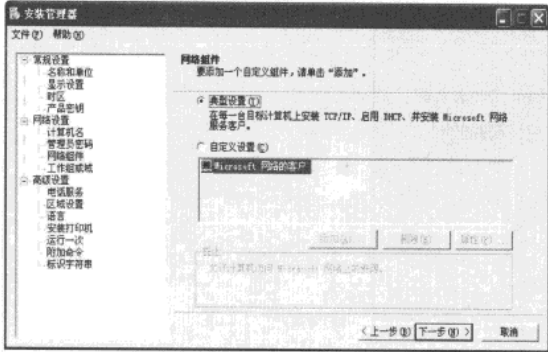 安装管理器
文件(F) 帮助(H)
常规设置
名称和单位
显示设置
时区
产品密钥
网络设置
计算机名
管理员密码
网络组件
工作组或域
高级设置
电话服务
区域设置
语言
安装打印机
运行一次
附加命令
标识字符串
网络组件
要添加一个自定义组件，请单击“添加”。
典型设置(T)
在每一台目标计算机上安装 TCP/IP、启用 DHCP、并安装 Microsoft 网络
服务客户。
自定义设置(C)
Microsoft 网络的客户
<上一步(B) 下一步(N)> 取消